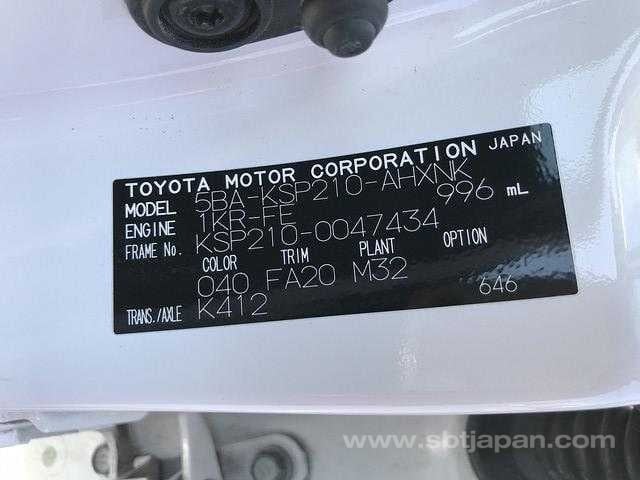 TOYOTA MOTOR CORPORATION JAPAN
MODEL 5BA-KSP210-AHXNK
ENGINE 1KR-FE 996 mL
FRAME No. KSP210-0047434
COLOR TRIM PLANT OPTION
040 FA20 M32
TRANS./AXLE K412 646
www.sbtjapan.com